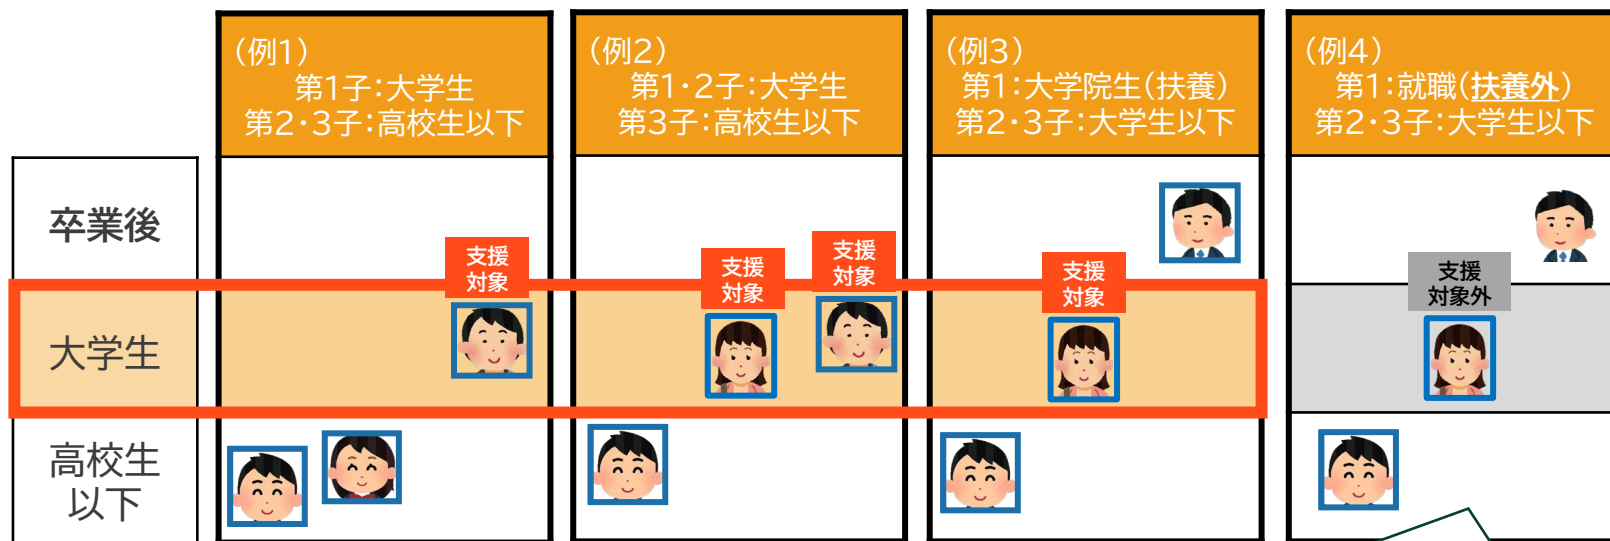 (例1)
第1子:大学生
第2・3子:高校生以下
(例2)
第1・2子:大学生
第3子:高校生以下
(例3)
第1:大学院生(扶養)
第2・3子:大学生以下
(例4)
第1:就職(扶養外)
第2・3子:大学生以下
卒業後
支援
対象
支援
対象
支援
対象
支援
対象
支援
対象外
大学生
高校生
以下